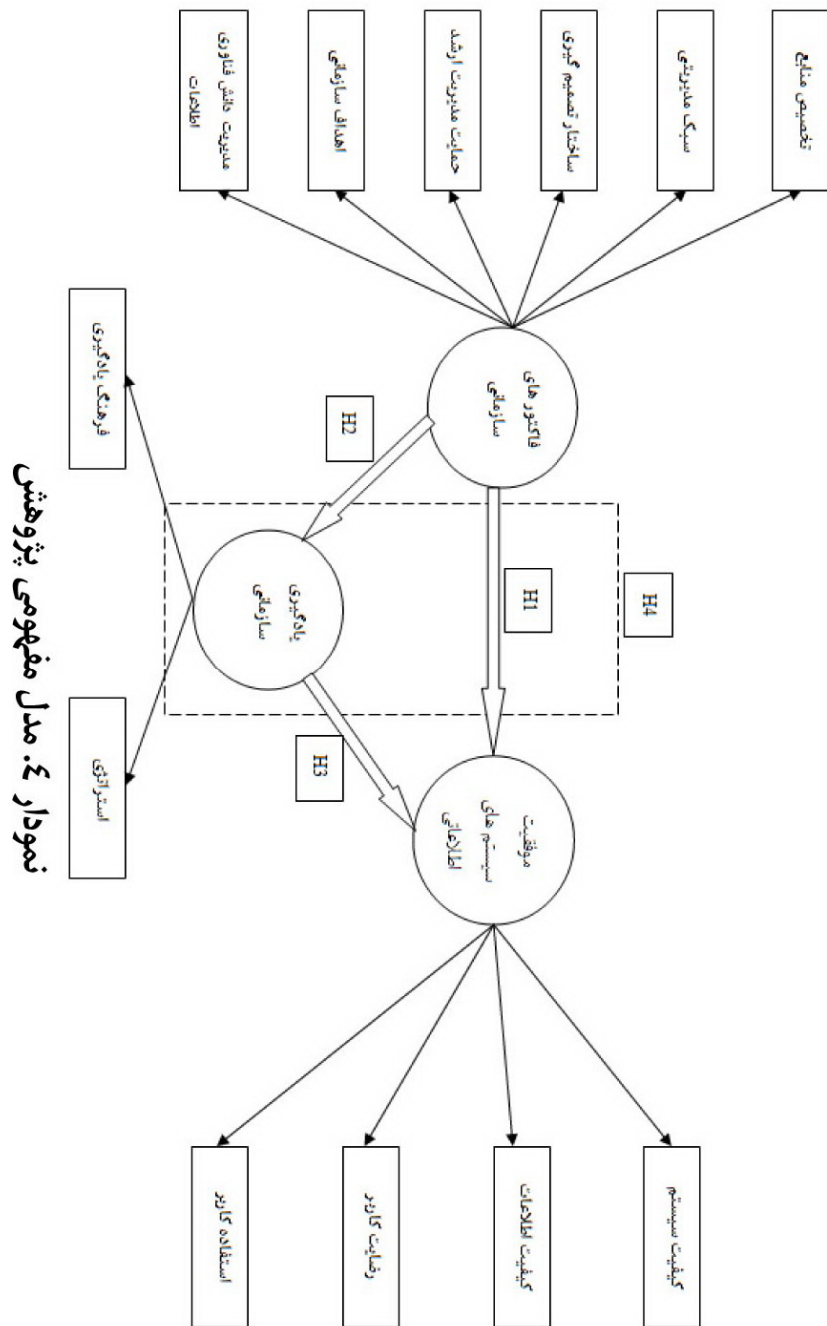 تخصیص منابع
سبک مدیریتی
ساختار تصمیم گیری
حمایت مدیریت ارشد
اهداف سازمانی
مدیریت دانش فناوری
اطلاعات
فاکتور های
سازمانی
H4
H1
H2
یادگیری
سازمانی
H3
موفقیت
سیستم های
اطلاعاتی
کیفیت سیستم
کیفیت اطلاعات
رضایت کاربر
استفاده کاربر
فرهنگ یادگیری
استراتژی
نمودار ٤. مدل مفهومی پژوهش